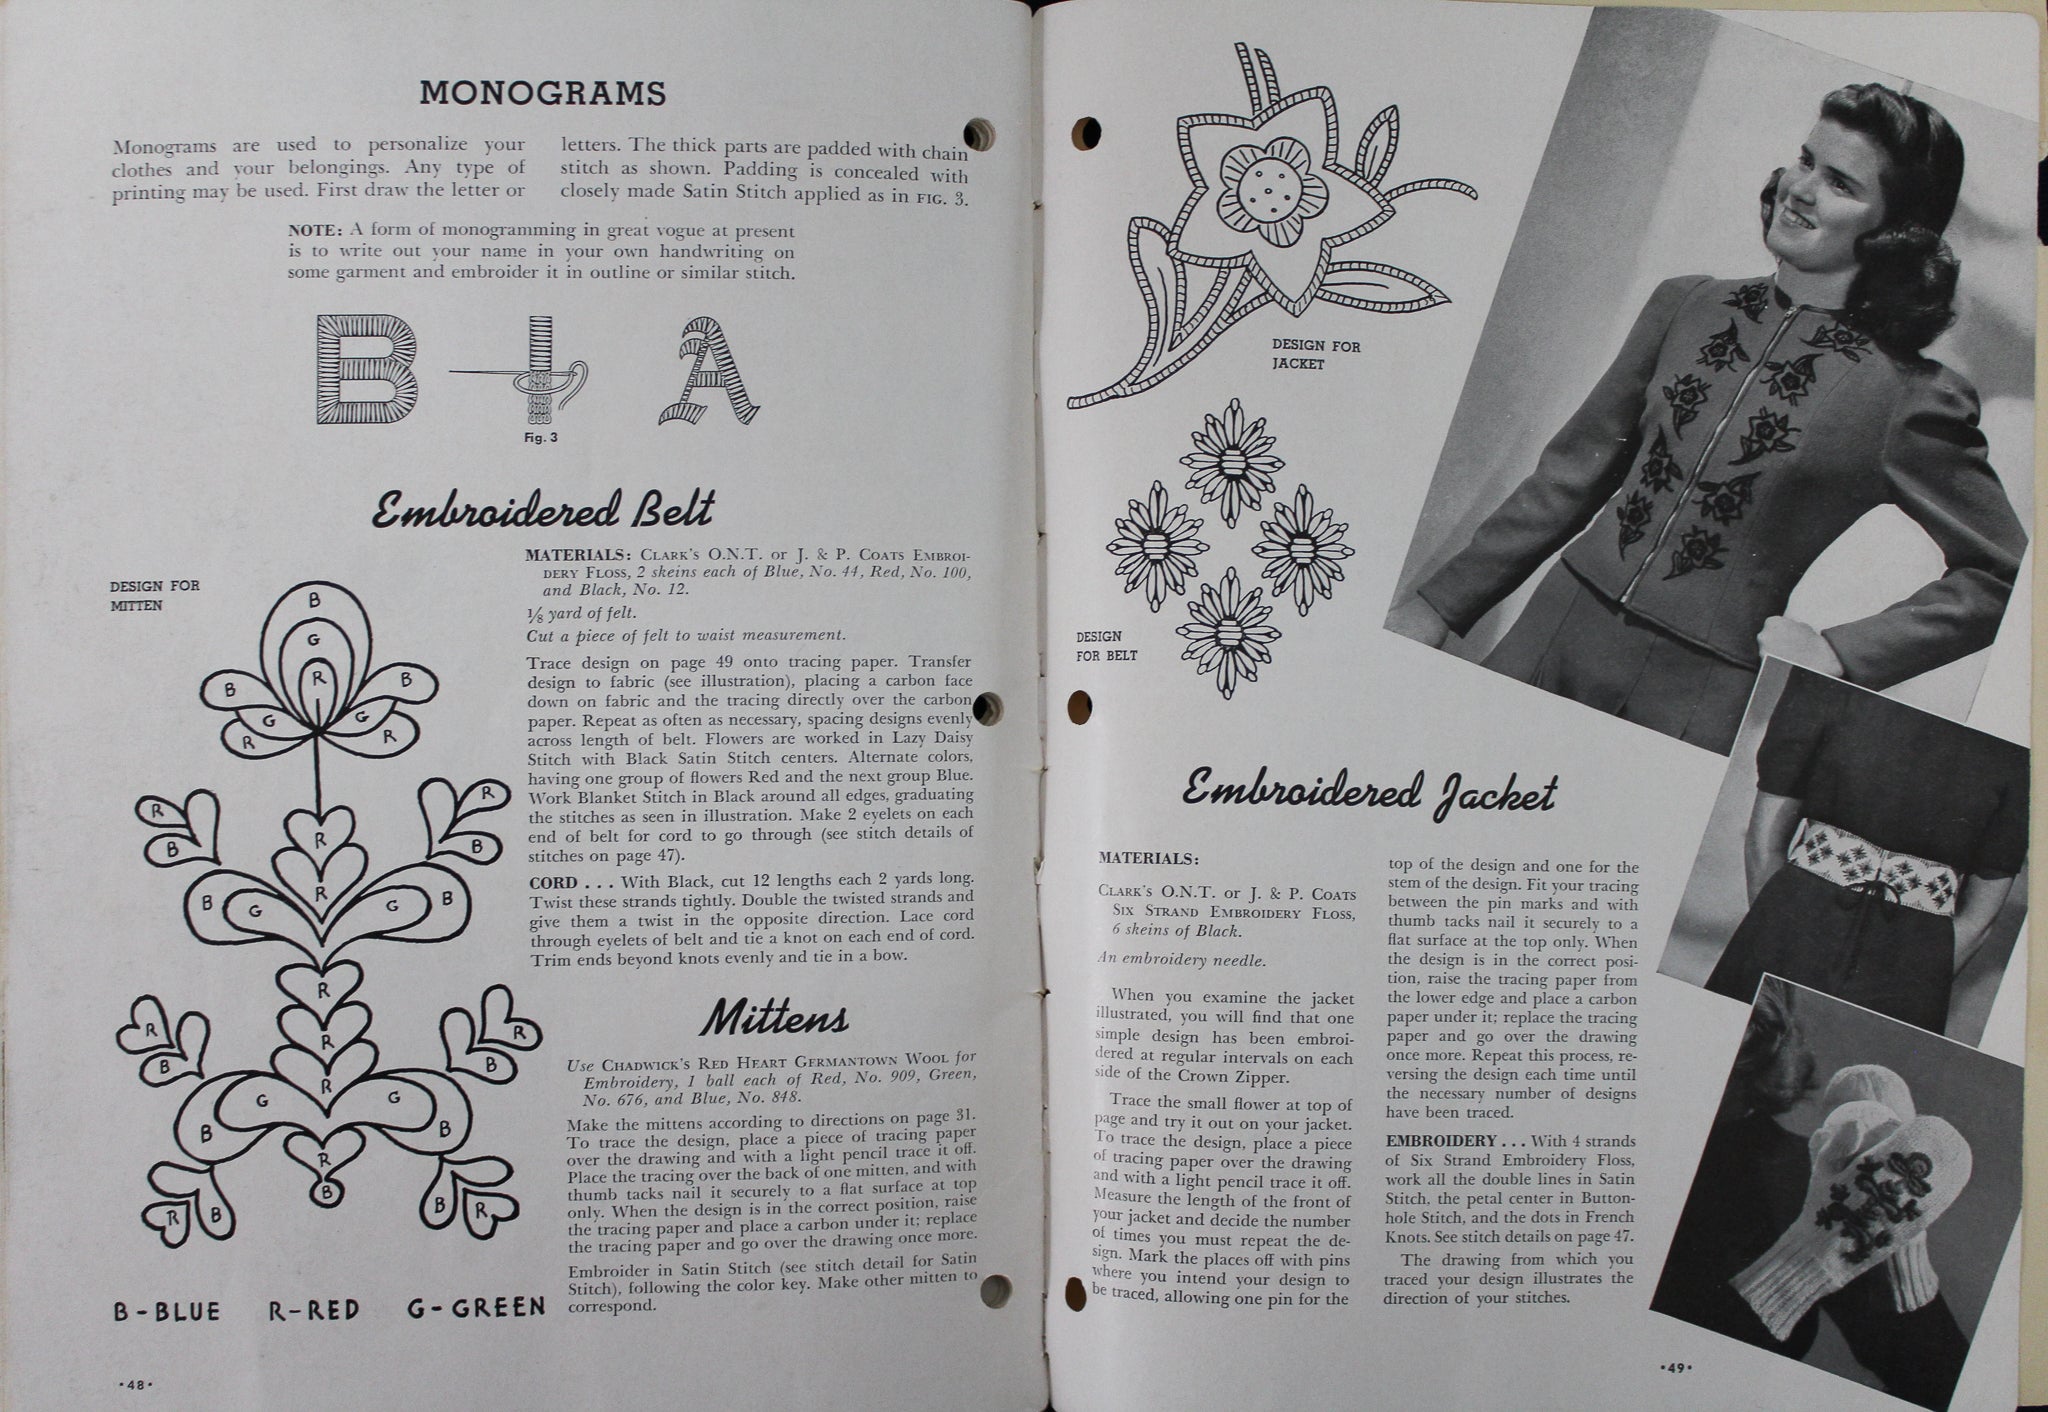 MONOGRAMS
Monograms are used to personalize your
clothes and your belongings. Any type of
printing may be used. First draw the letter or
letters. The thick parts are padded with chain
stitch as shown. Padding is concealed with
closely made Satin Stitch applied as in FIG. 3.
NOTE: A form of monogramming in great vogue at present
is to write out your name in your own handwriting on
some garment and embroider it in outline or similar stitch.
B A
Fig. 3
Embroidered Belt
MATERIALS: CLARK'S O.N.T. OR J. & P. COATS EMBROI-
DERY FLOSS, 2 skeins each of Blue, No. 44, Red, No. 100,
and Black, No. 12.
⅛ yard of felt.
Cut a piece of felt to waist measurement.
Trace design on page 49 onto tracing paper. Transfer
design to fabric (see illustration), placing a carbon face
down on fabric and the tracing directly over the carbon
paper. Repeat as often as necessary, spacing designs evenly
across length of belt. Flowers are worked in Lazy Daisy
Stitch with Black Satin Stitch centers. Alternate colors,
having one group of flowers Red and the next group Blue.
Work Blanket Stitch in Black around all edges, graduating
the stitches as seen in illustration. Make 2 eyelets on each
end of belt for cord to go through (see stitch details of
stitches on page 47).
CORD . . . With Black, cut 12 lengths each 2 yards long.
Twist these strands tightly. Double the twisted strands and
give them a twist in the opposite direction. Lace cord
through eyelets of belt and tie a knot on each end of cord.
Trim ends beyond knots evenly and tie in a bow.
Mittens
Use CHADWICK'S RED HEART GERMANTOWN WOOL for
Embroidery, 1 ball each of Red, No. 909, Green,
No. 676, and Blue, No. 848.
Make the mittens according to directions on page 31.
To trace the design, place a piece of tracing paper
over the drawing and with a light pencil trace it off.
Place the tracing over the back of one mitten, and with
thumb tacks nail it securely to a flat surface at top
only. When the design is in the correct position, raise
the tracing paper and place a carbon under it; replace
the tracing paper and go over the drawing once more.
Embroider in Satin Stitch (see stitch detail for Satin
Stitch), following the color key. Make other mitten to
correspond.
DESIGN FOR
MITTEN
B
G
R
B B
G G
R R
R R
B B
R
R
B G G B
R
R R
R
B B
R
G G
B B
R
B
R B B R
B-BLUE R-RED G-GREEN
·48·
DESIGN FOR
JACKET
DESIGN
FOR BELT
Embroidered Jacket
MATERIALS:
CLARK'S O.N.T. OR J. & P. COATS
SIX STRAND EMBROIDERY FLOSS,
6 skeins of Black.
An embroidery needle.
When you examine the jacket
illustrated, you will find that one
simple design has been embroi-
dered at regular intervals on each
side of the Crown Zipper.
Trace the small flower at top of
page and try it out on your jacket.
To trace the design, place a piece
of tracing paper over the drawing
and with a light pencil trace it off.
Measure the length of the front of
your jacket and decide the number
of times you must repeat the de-
sign. Mark the places off with pins
where you intend your design to
be traced, allowing one pin for the
top of the design and one for the
stem of the design. Fit your tracing
between the pin marks and with
thumb tacks nail it securely to a
flat surface at the top only. When
the design is in the correct posi-
tion, raise the tracing paper from
the lower edge and place a carbon
paper under it; replace the tracing
paper and go over the drawing
once more. Repeat this process, re-
versing the design each time until
the necessary number of designs
have been traced.
EMBROIDERY . . . With 4 strands
of Six Strand Embroidery Floss,
work all the double lines in Satin
Stitch, the petal center in Button-
hole Stitch, and the dots in French
Knots. See stitch details on page 47.
The drawing from which you
traced your design illustrates the
direction of your stitches.
·49·